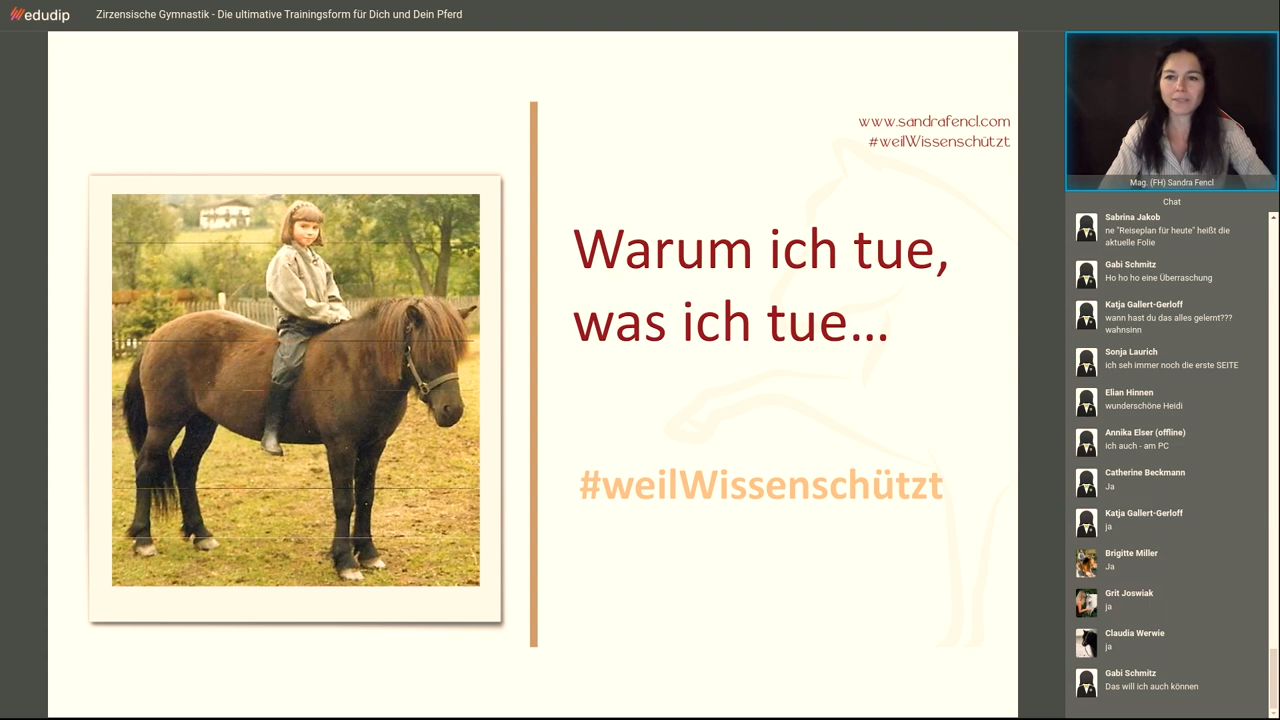 edudip
Zirzensische Gymnastik - Die ultimative Trainingsform für Dich und Dein Pferd
www.sandrafencl.com
#weilWissenschützt
Warum ich tue,
was ich tue...
#weilWissenschützt
Mag. (FH) Sandra Fencl
Chat
Sabrina Jakob
ne "Reiseplan für heute" heißt die
aktuelle Folie
Gabi Schmitz
Ho ho ho eine Überraschung
Katja Gallert-Gerloff
wann hast du das alles gelernt???
wahnsinn
Sonja Laurich
ich seh immer noch die erste SEITE
Elian Hinnen
wunderschöne Heidi
Annika Elser (offline)
ich auch - am PC
Catherine Beckmann
Ja
Katja Gallert-Gerloff
ja
Brigitte Miller
Ja
Grit Joswiak
ja
Claudia Werwie
ja
Gabi Schmitz
Das will ich auch können